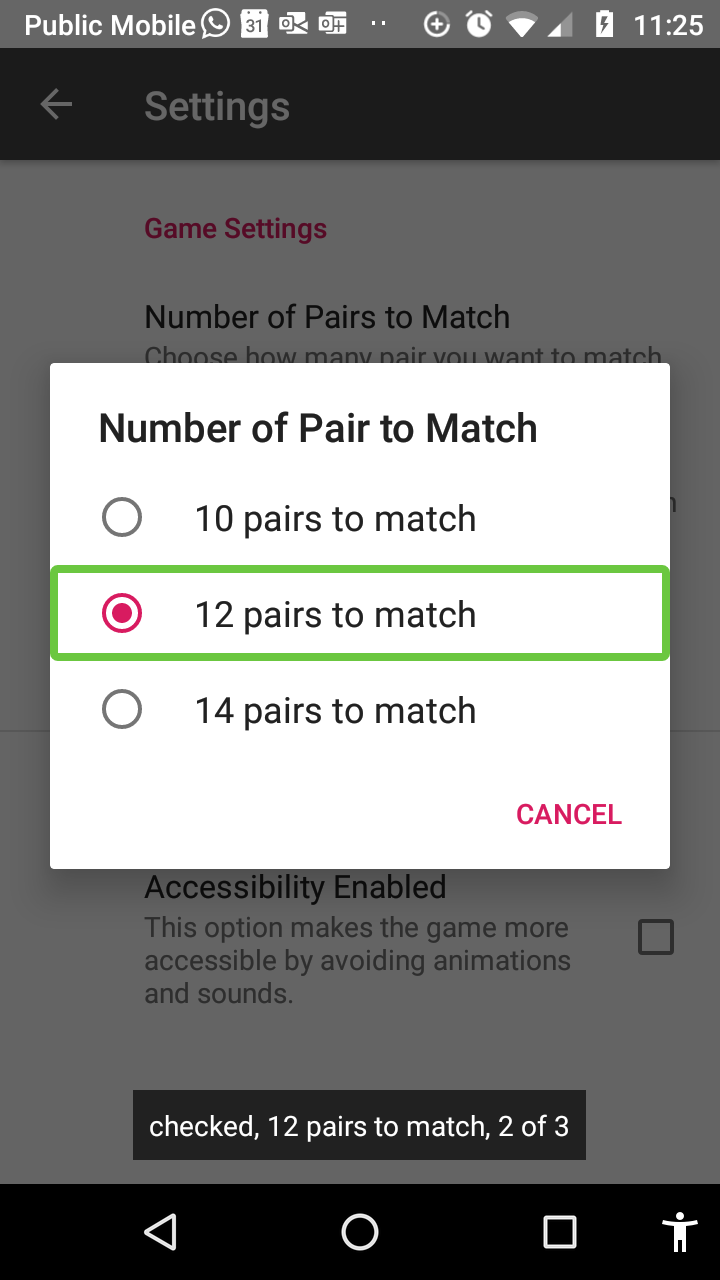 Public Mobile 31 11:25
Settings
Game Settings
Number of Pairs to Match
Choose how many pair you want to match
Number of Pair to Match
10 pairs to match
12 pairs to match
14 pairs to match
CANCEL
Accessibility Enabled
This option makes the game more
accessible by avoiding animations
and sounds.
checked, 12 pairs to match, 2 of 3